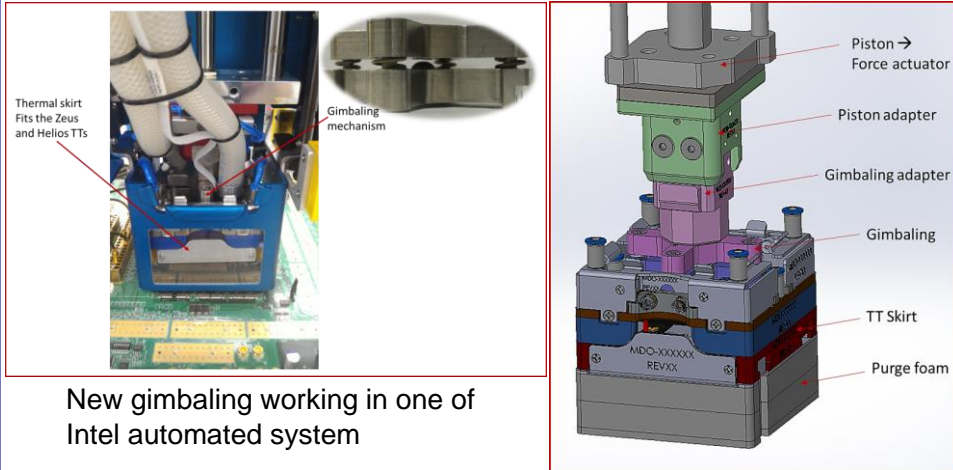 Thermal skirt
Fits the Zeus
and Helios TTs
Gimbaling
mechanism
New gimbaling working in one of
Intel automated system
Piston →
Force actuator
Piston adapter
Gimbaling adapter
Gimbaling
TT Skirt
Purge foam
MDO-XXXXXX
REVXX